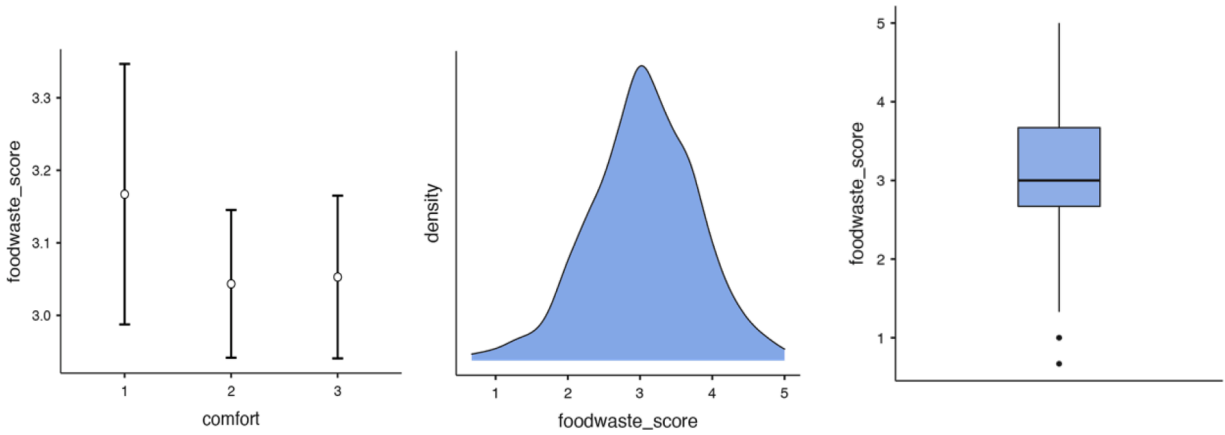 foodwaste_score
3.3
3.2
3.1
3.0
1 2 3
comfort
density
1 2 3 4 5
foodwaste_score
foodwaste_score
5
4
3
2
1